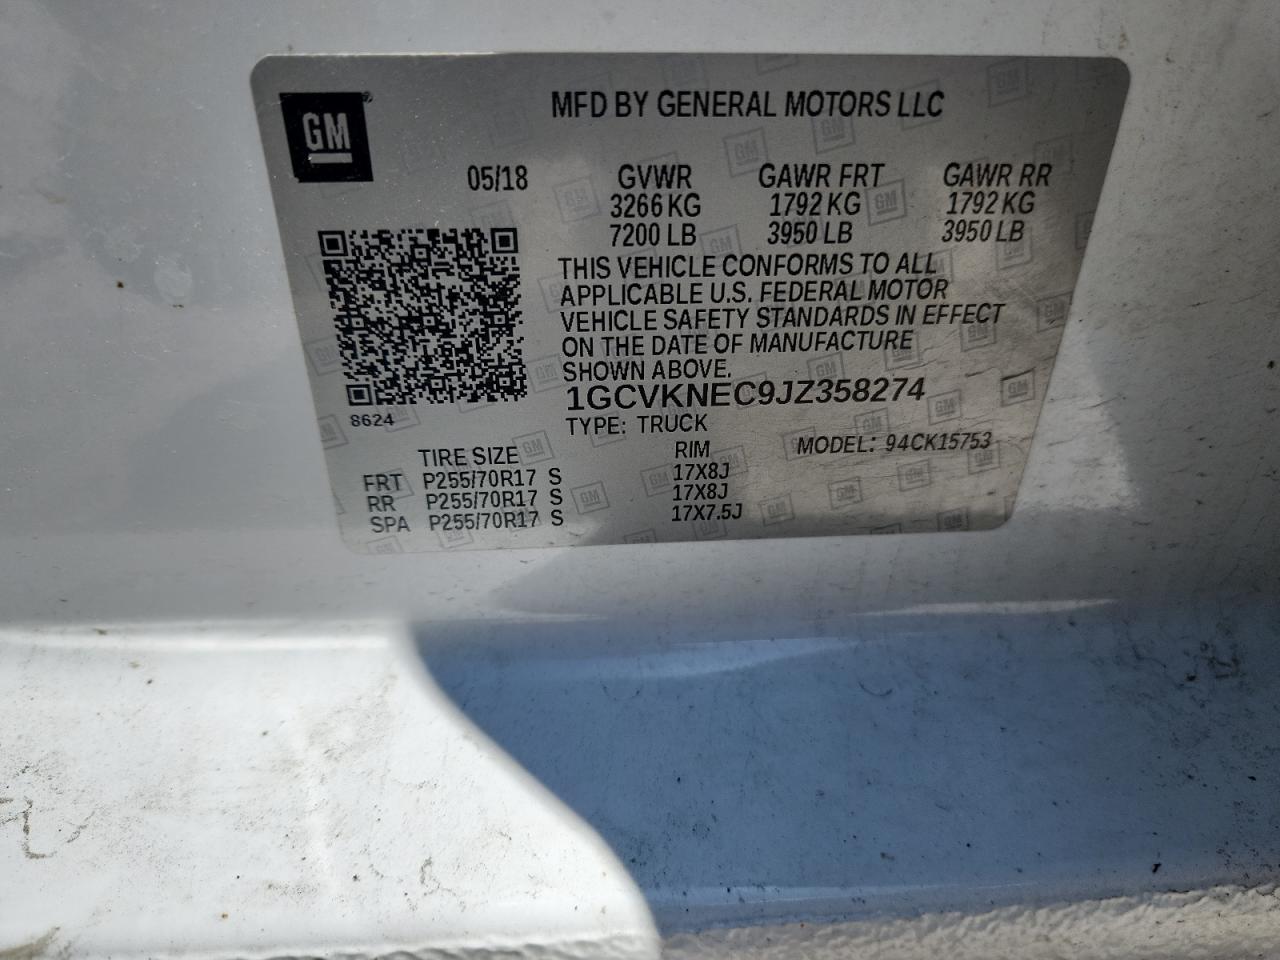 GM
MFD BY GENERAL MOTORS LLC
05/18 GVWR GAWR FRT GAWR RR
3266 KG 1792 KG 1792 KG
7200 LB 3950 LB 3950 LB
THIS VEHICLE CONFORMS TO ALL
APPLICABLE U.S. FEDERAL MOTOR
VEHICLE SAFETY STANDARDS IN EFFECT
ON THE DATE OF MANUFACTURE
SHOWN ABOVE.
1GCVKNEC9JZ358274
8624
TYPE: TRUCK
MODEL: 94CK15753
TIRE SIZE RIM
FRT P255/70R17 S 17X8J
RR P255/70R17 S 17X8J
SPA P255/70R17 S 17X7.5J